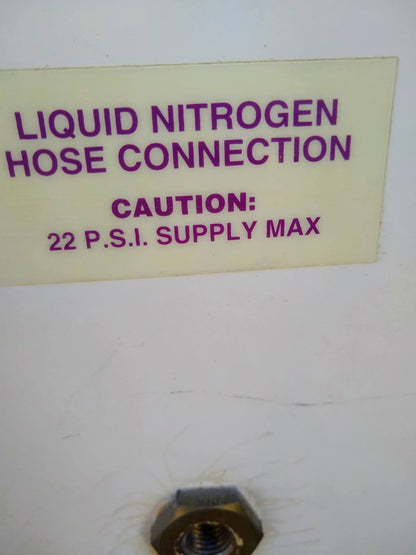 LIQUID NITROGEN
HOSE CONNECTION
CAUTION:
22 P.S.I. SUPPLY MAX